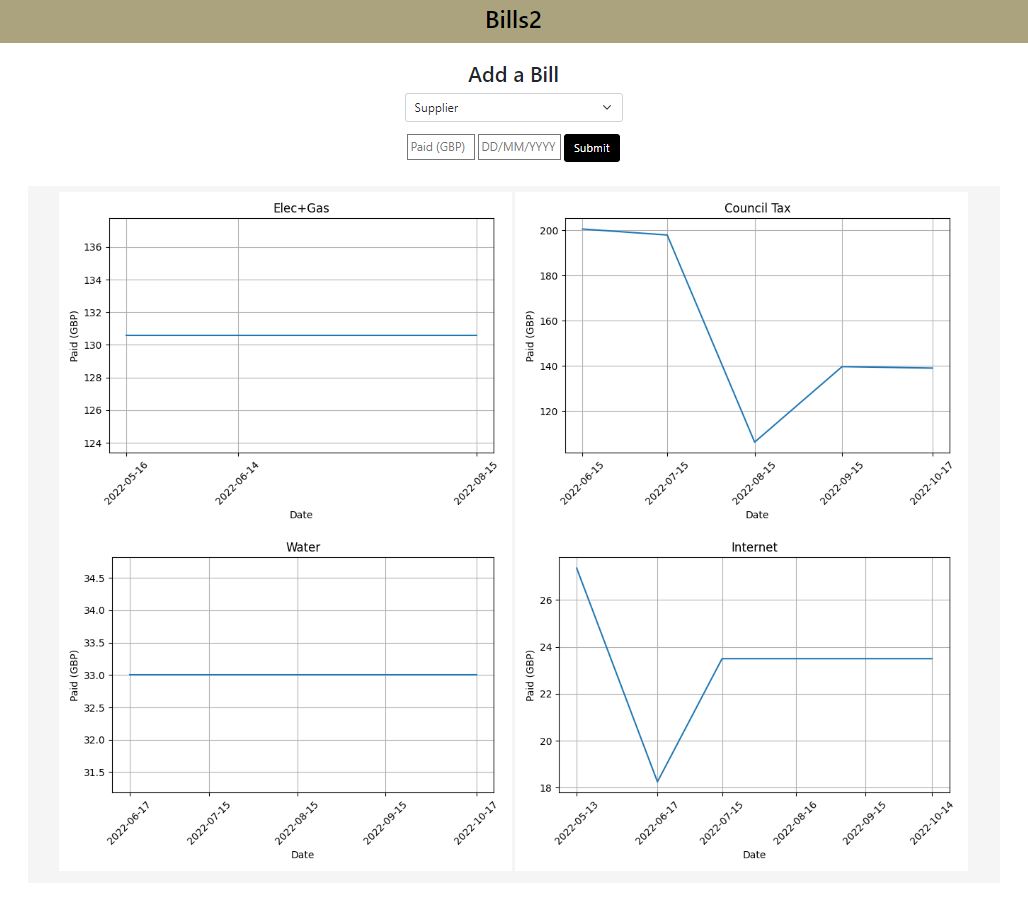 Bills2
Add a Bill
Supplier
Paid (GBP) DD/MM/YYYY Submit
Elec+Gas
Paid (GBP)
136
134
132
130
128
126
124
2022-05-16 2022-06-14 2022-08-15
Date
Council Tax
Paid (GBP)
200
180
160
140
120
2022-06-15 2022-07-15 2022-08-15 2022-09-15 2022-10-17
Date
Water
Paid (GBP)
34.5
34.0
33.5
33.0
32.5
32.0
31.5
2022-06-17 2022-07-15 2022-08-15 2022-09-15 2022-10-17
Date
Internet
Paid (GBP)
26
24
22
20
18
2022-05-13 2022-06-17 2022-07-15 2022-08-16 2022-09-15 2022-10-14
Date